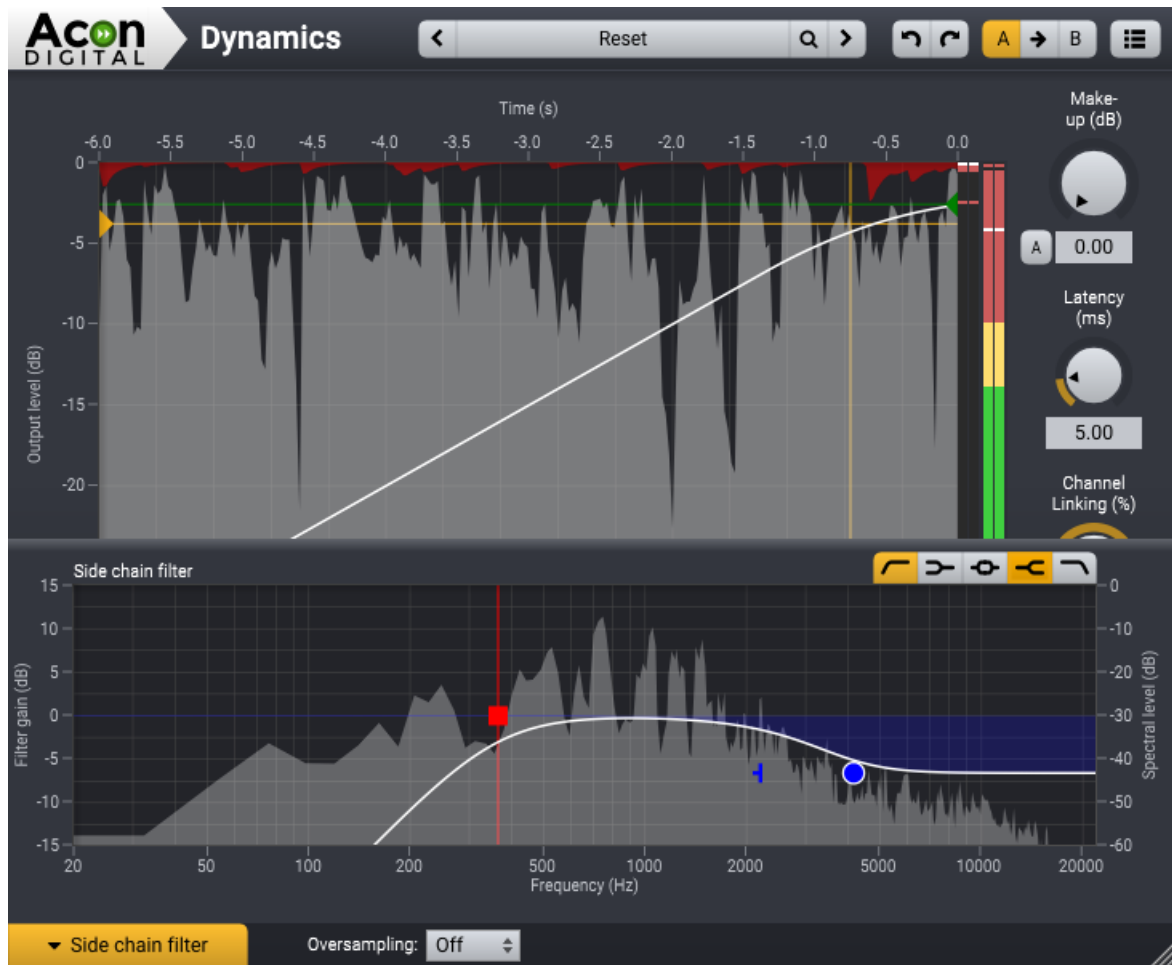 Acon
DIGITAL
Dynamics
Reset
A
B
Time (s)
-6.0 -5.5 -5.0 -4.5 -4.0 -3.5 -3.0 -2.5 -2.0 -1.5 -1.0 -0.5 0.0
0
-5
-10
-15
-20
Output level (dB)
Make-
up (dB)
A
0.00
Latency
(ms)
5.00
Channel
Linking (%)
Side chain filter
15
10
5
0
-5
-10
-15
Filter gain (dB)
0
-10
-20
-30
-40
-50
-60
Spectral level (dB)
20 50 100 200 500 1000 2000 5000 10000 20000
Frequency (Hz)
Side chain filter
Oversampling: Off